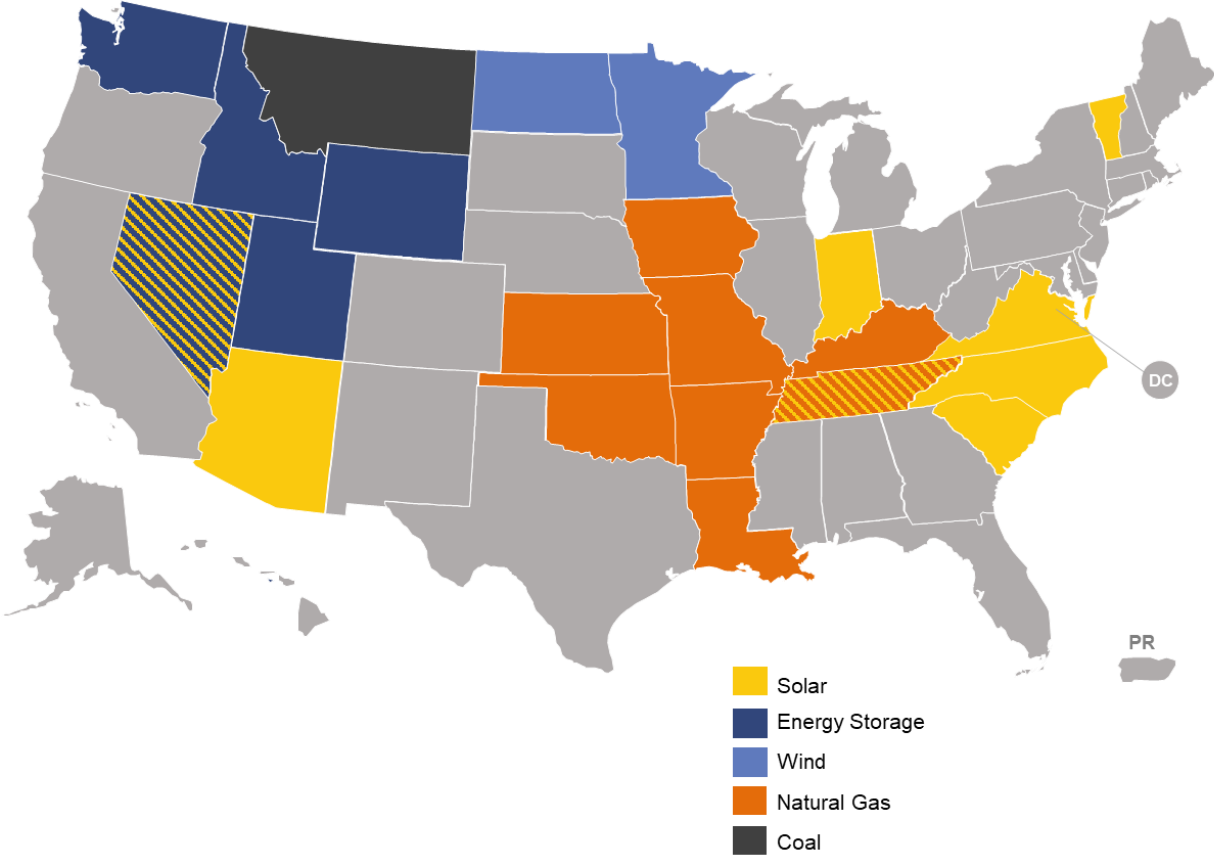 DC
PR
Solar
Energy Storage
Wind
Natural Gas
Coal